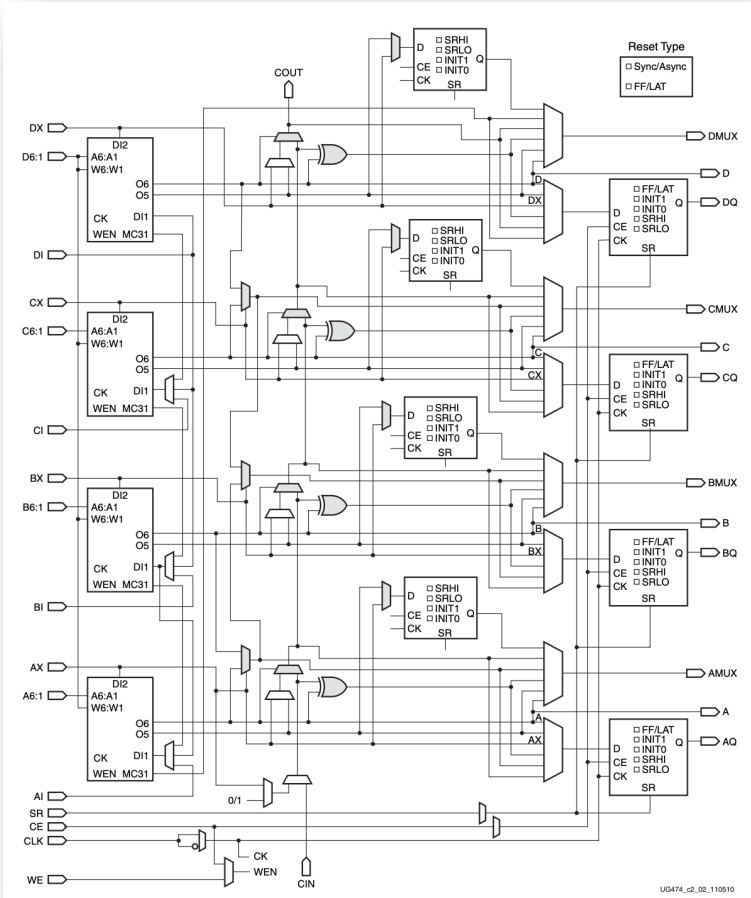 Reset Type
□ Sync/Async
□ FF/LAT
COUT
D
CE
CK
□ SRHI
□ SRLO
□ INIT1
□ INIT0
Q
SR
DX
D6:1
DI2
A6:A1
W6:W1
O6
O5
CK
DI1
WEN MC31
DI
DMUX
D
DX
D
DQ
D
CE
CK
□ FF/LAT
□ INIT1
□ INIT0
□ SRHI
□ SRLO
Q
SR
D
CE
CK
□ SRHI
□ SRLO
□ INIT1
□ INIT0
Q
SR
CX
C6:1
DI2
A6:A1
W6:W1
O6
O5
CK
DI1
WEN MC31
CI
CMUX
C
CX
C
CQ
D
CE
CK
□ FF/LAT
□ INIT1
□ INIT0
□ SRHI
□ SRLO
Q
SR
D
CE
CK
□ SRHI
□ SRLO
□ INIT1
□ INIT0
Q
SR
BX
B6:1
DI2
A6:A1
W6:W1
O6
O5
CK
DI1
WEN MC31
BI
BMUX
B
BX
B
BQ
D
CE
CK
□ FF/LAT
□ INIT1
□ INIT0
□ SRHI
□ SRLO
Q
SR
D
CE
CK
□ SRHI
□ SRLO
□ INIT1
□ INIT0
Q
SR
AX
A6:1
DI2
A6:A1
W6:W1
O6
O5
CK
DI1
WEN MC31
AI
AMUX
A
AX
A
AQ
D
CE
CK
□ FF/LAT
□ INIT1
□ INIT0
□ SRHI
□ SRLO
Q
SR
0/1
SR
CE
CLK
CK
WEN
WE
CIN
UG474_c2_02_110510